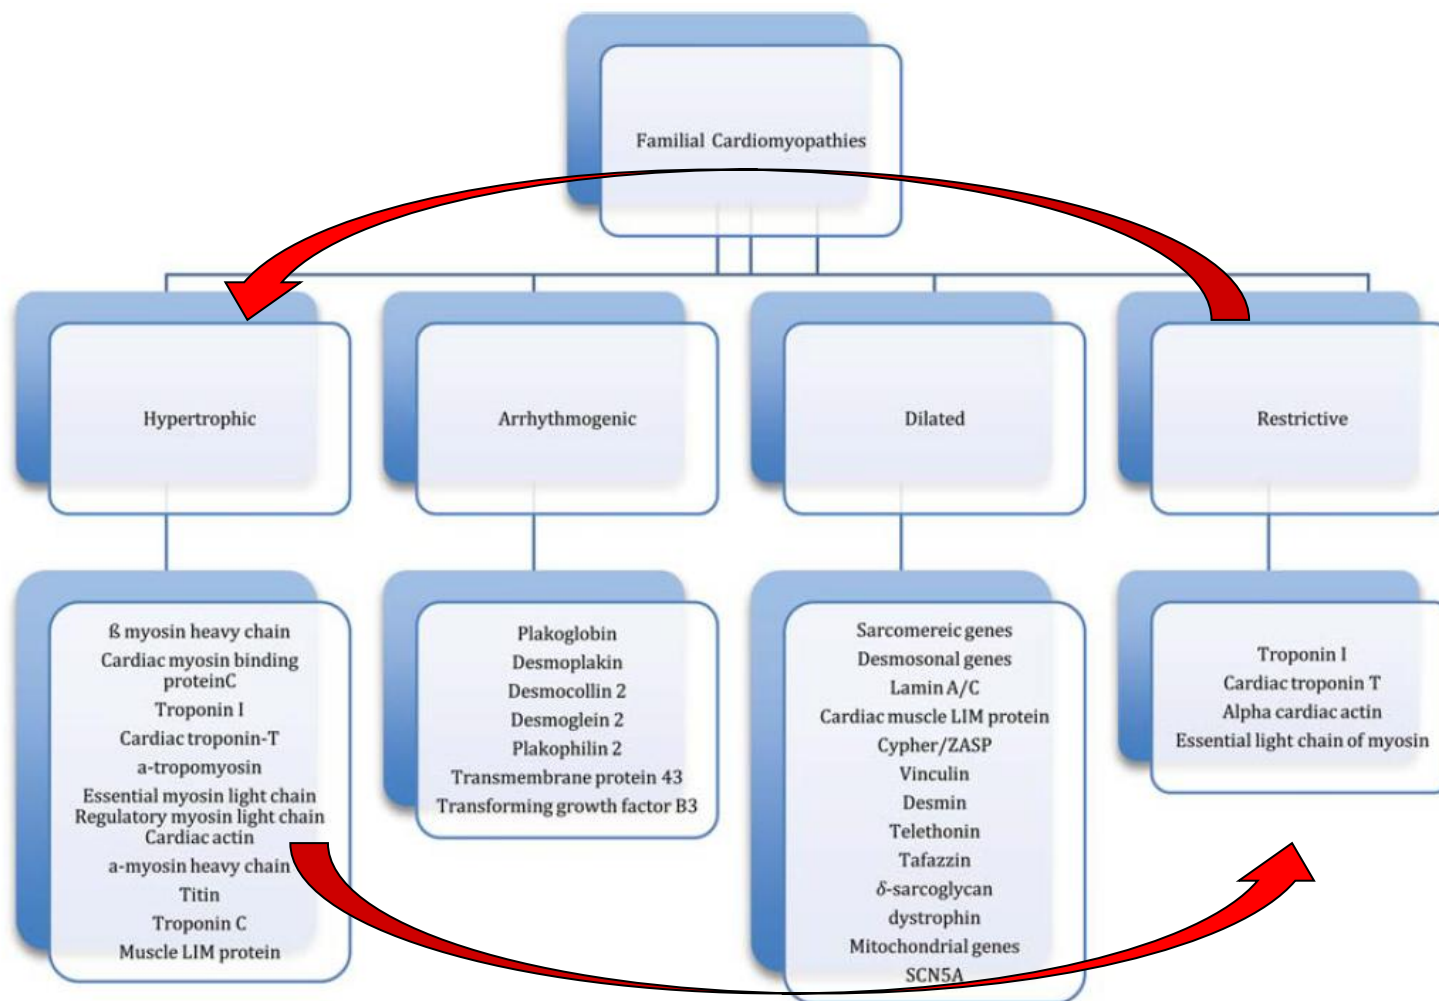 Familial Cardiomyopathies
Hypertrophic
Arrhythmogenic
Dilated
Restrictive
ß myosin heavy chain
Cardiac myosin binding
proteinC
Troponin I
Cardiac troponin-T
a-tropomyosin
Essential myosin light chain
Regulatory myosin light chain
Cardiac actin
a-myosin heavy chain
Titin
Troponin C
Muscle LIM protein
Plakoglobin
Desmoplakin
Desmocollin 2
Desmoglein 2
Plakophilin 2
Transmembrane protein 43
Transforming growth factor B3
Sarcomereic genes
Desmosonal genes
Lamin A/C
Cardiac muscle LIM protein
Cypher/ZASP
Vinculin
Desmin
Telethonin
Tafazzin
δ-sarcoglycan
dystrophin
Mitochondrial genes
SCN5A
Troponin I
Cardiac troponin T
Alpha cardiac actin
Essential light chain of myosin